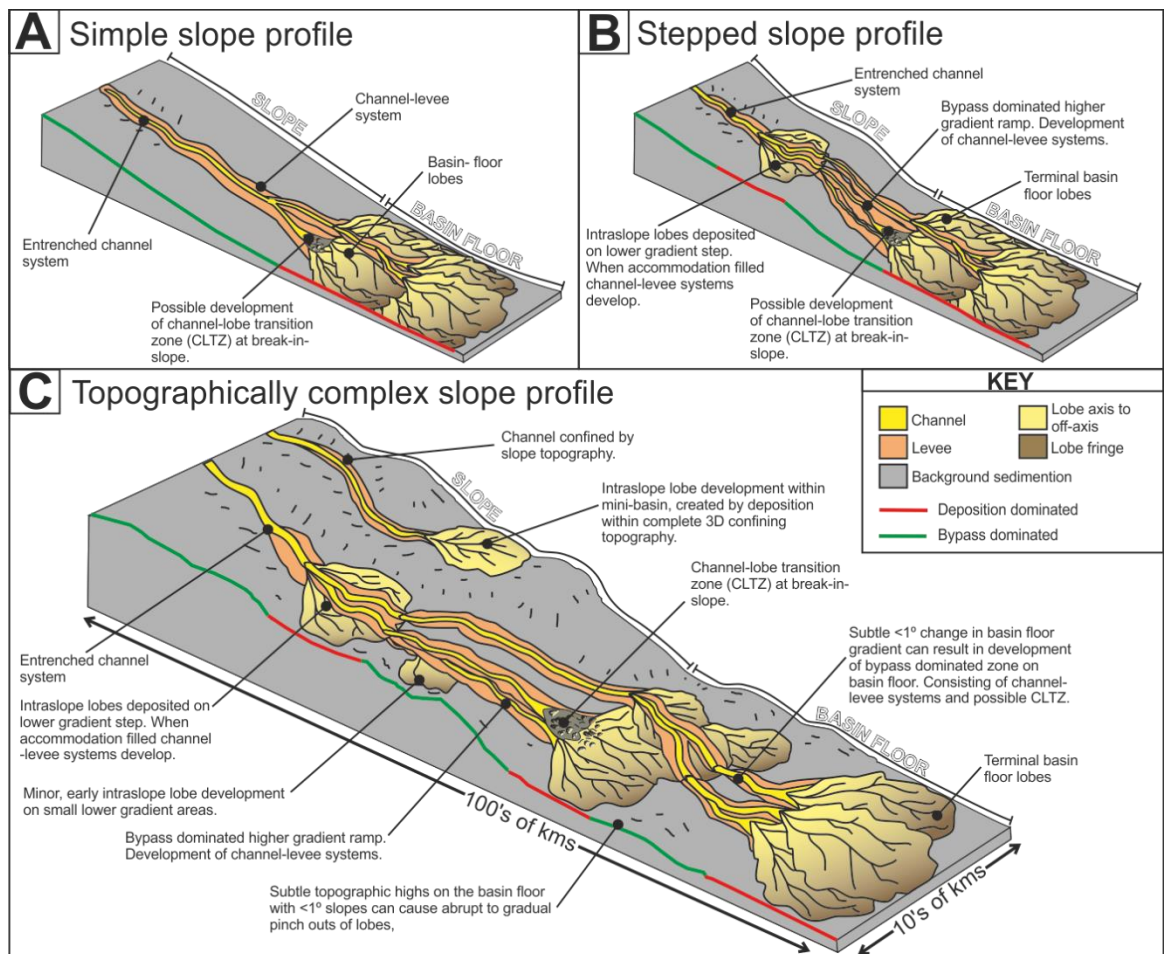 A Simple slope profile
SLOPE
Channel-levee
system
Basin- floor
lobes
BASIN FLOOR
Entrenched channel
system
Possible development
of channel-lobe transition
zone (CLTZ) at break-in-
slope.
B Stepped slope profile
Entrenched channel
system
SLOPE
Bypass dominated higher
gradient ramp. Development
of channel-levee systems.
Terminal basin
floor lobes
BASIN FLOOR
Intraslope lobes deposited
on lower gradient step.
When accommodation filled
channel-levee systems
develop.
Possible development
of channel-lobe transition
zone (CLTZ) at break-in-
slope.
C Topographically complex slope profile
KEY
Channel
Levee
Lobe axis to
off-axis
Lobe fringe
Background sedimention
Deposition dominated
Bypass dominated
Channel confined by
slope topography.
SLOPE
Intraslope lobe development within
mini-basin, created by deposition
within complete 3D confining
topography.
Channel-lobe transition
zone (CLTZ) at break-in-
slope.
Subtle <1º change in basin floor
gradient can result in development
of bypass dominated zone on
basin floor. Consisting of channel-
levee systems and possible CLTZ.
BASIN FLOOR
Terminal basin
floor lobes
Entrenched channel
system
Intraslope lobes deposited on
lower gradient step. When
accommodation filled channel
-levee systems develop.
Minor, early intraslope lobe development
on small lower gradient areas.
Bypass dominated higher gradient ramp.
Development of channel-levee systems.
Subtle topographic highs on the basin floor
with <1º slopes can cause abrupt to gradual
pinch outs of lobes,
100's of kms
10's of kms